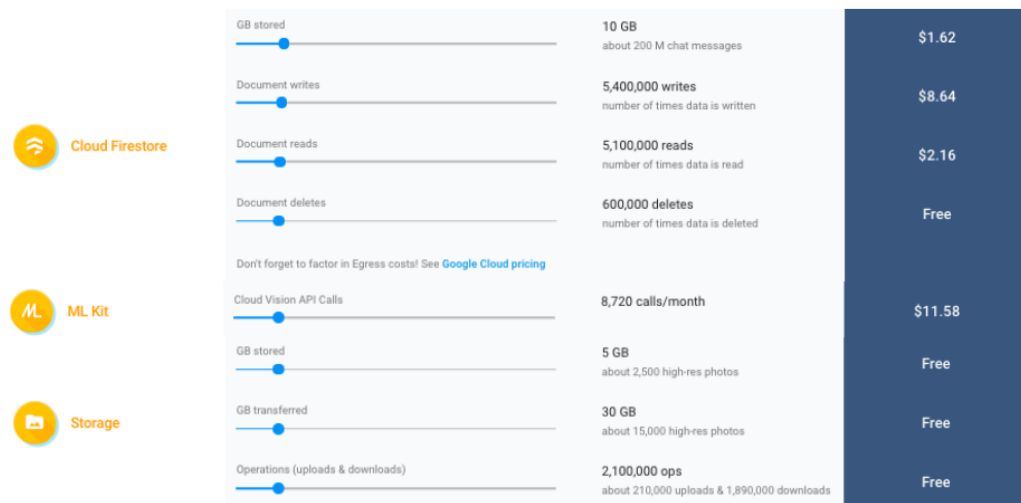 GB stored
10 GB
about 200 M chat messages
$1.62
Document writes
5,400,000 writes
number of times data is written
$8.64
Cloud Firestore
Document reads
5,100,000 reads
number of times data is read
$2.16
Document deletes
600,000 deletes
number of times data is deleted
Free
Don't forget to factor in Egress costs! See Google Cloud pricing
ML Kit
Cloud Vision API Calls
8,720 calls/month
$11.58
GB stored
5 GB
about 2,500 high-res photos
Free
Storage
GB transferred
30 GB
about 15,000 high-res photos
Free
Operations (uploads & downloads)
2,100,000 ops
about 210,000 uploads & 1,890,000 downloads
Free